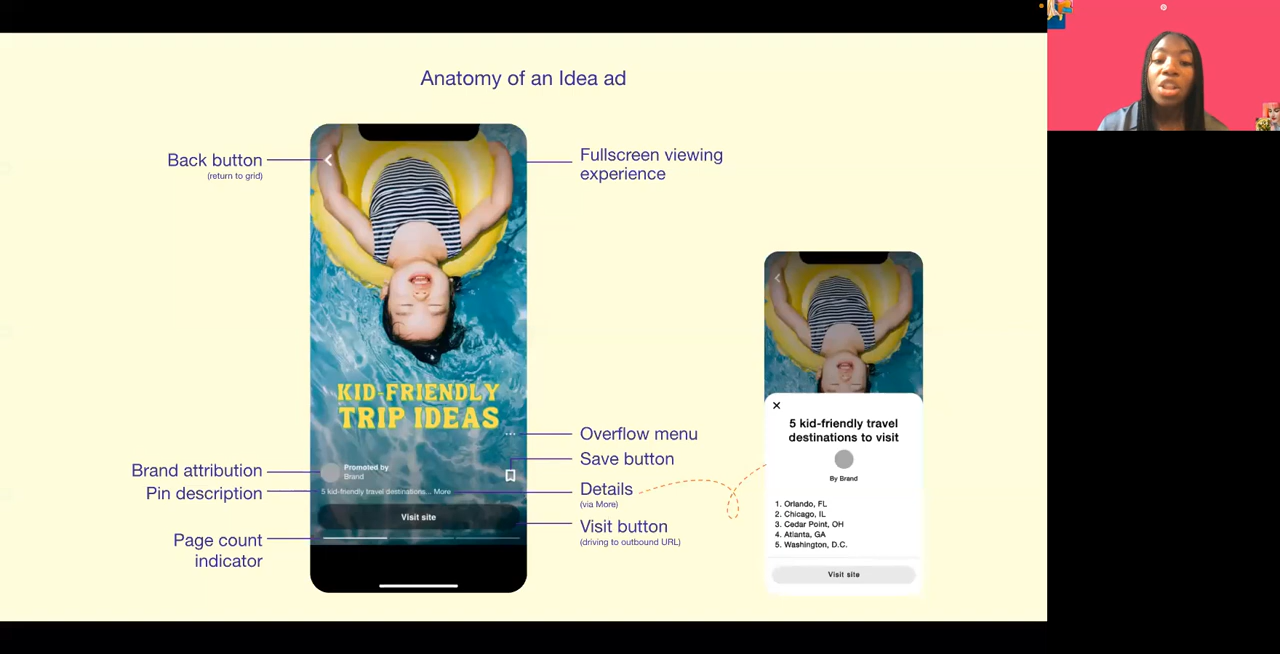 Anatomy of an Idea ad
Back button
(return to grid)
Fullscreen viewing
experience
KID-FRIENDLY
TRIP IDEAS
Overflow menu
Save button
Brand attribution
Promoted by
Brand
Pin description
5 kid-friendly travel destinations... More
Details
(via More)
Visit site
Visit button
(driving to outbound URL)
Page count
indicator
5 kid-friendly travel
destinations to visit
By Brand
1. Orlando, FL
2. Chicago, IL
3. Cedar Point, OH
4. Atlanta, GA
5. Washington, D.C.
Visit site